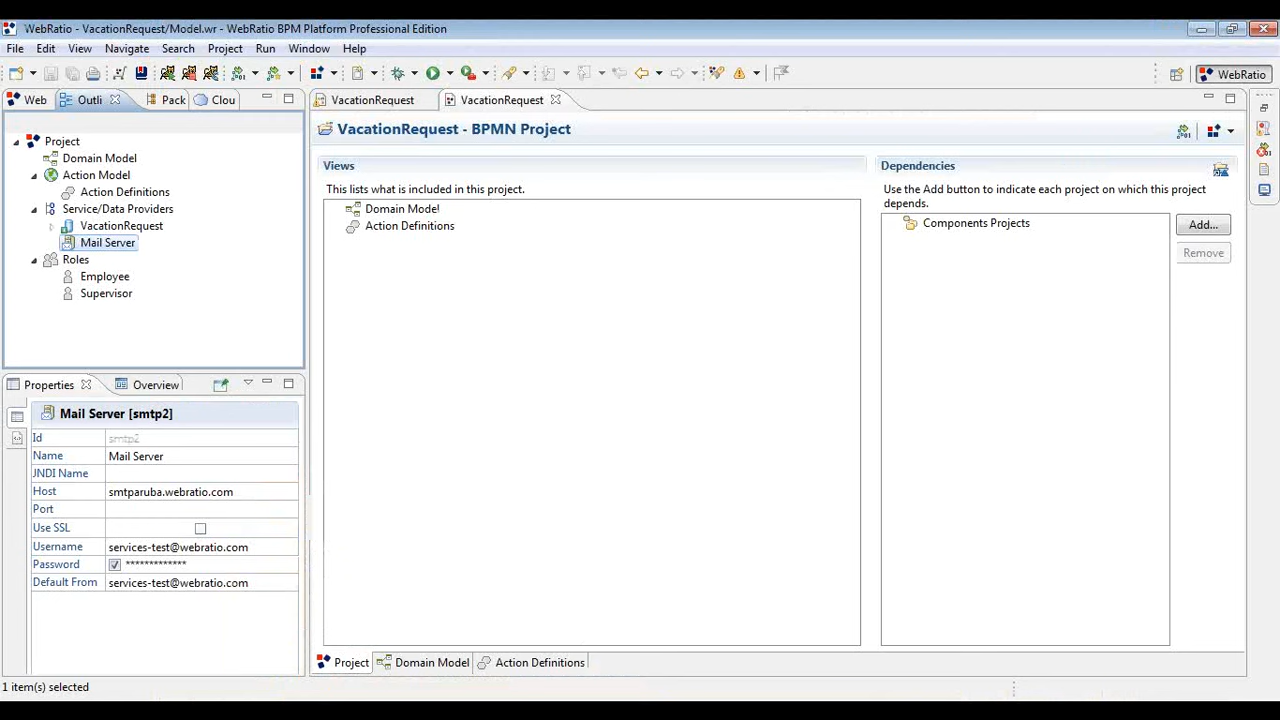 WebRatio - VacationRequest/Model.wr - WebRatio BPM Platform Professional Edition
File Edit View Navigate Search Project Run Window Help
WebRatio
Web Outli Pack Clou
VacationRequest VacationRequest
Project
Domain Model
Action Model
Action Definitions
Service/Data Providers
VacationRequest
Mail Server
Roles
Employee
Supervisor
VacationRequest - BPMN Project
Views
This lists what is included in this project.
Domain Model
Action Definitions
Dependencies
Use the Add button to indicate each project on which this project
depends.
Components Projects
Add...
Remove
Properties Overview
Mail Server [smtp2]
Id smtp2
Name Mail Server
JNDI Name
Host smtparuba.webratio.com
Port
Use SSL
Username services-test@webratio.com
Password *************
Default From services-test@webratio.com
Project Domain Model Action Definitions
1 item(s) selected